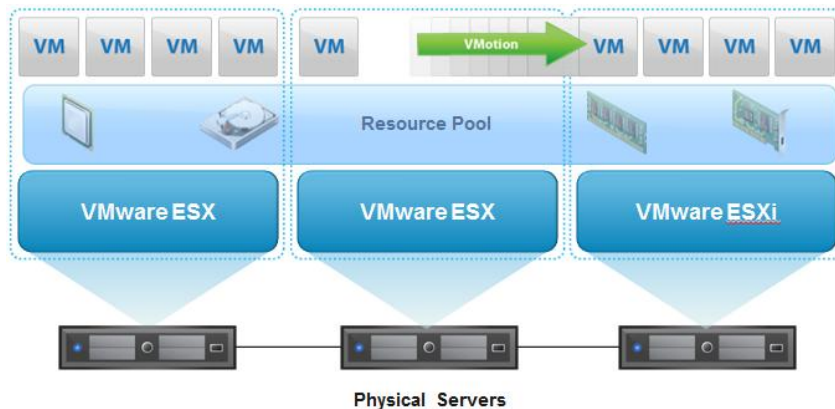 VM VM VM VM VM VMotion VM VM VM VM
Resource Pool
VMware ESX VMware ESX VMware ESXi
Physical Servers